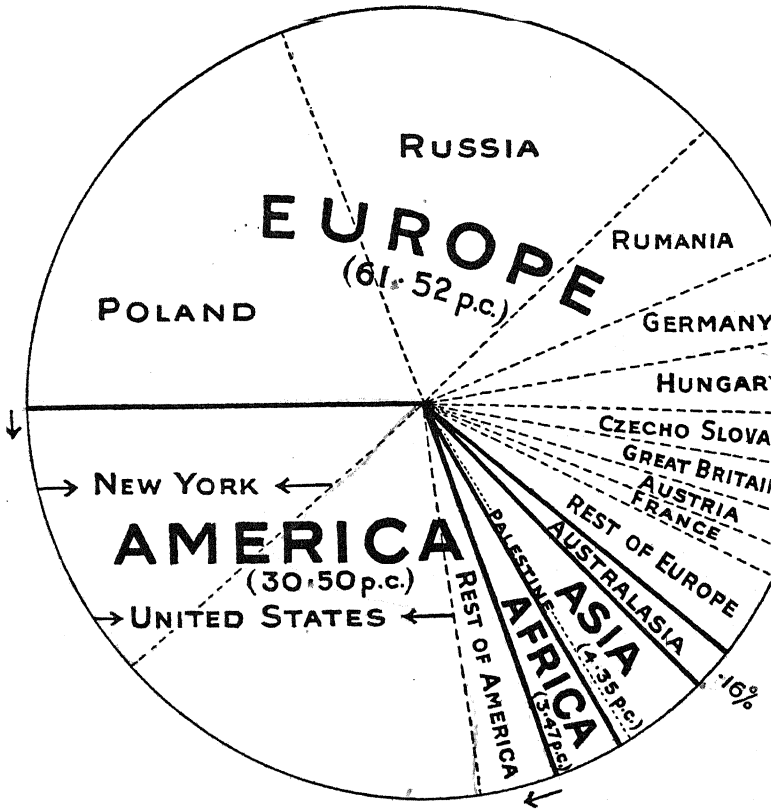 RUSSIA
EUROPE
(61·52 p.c.)
RUMANIA
POLAND
GERMANY
HUNGARY
CZECHO SLOVA
GREAT BRITAIN
AUSTRIA
FRANCE
REST OF EUROPE
AUSTRALASIA
·16%
PALESTINE
ASIA
(4·35 p.c.)
AFRICA
(3·47 p.c.)
NEW YORK
AMERICA
(30·50 p.c.)
UNITED STATES
REST OF AMERICA